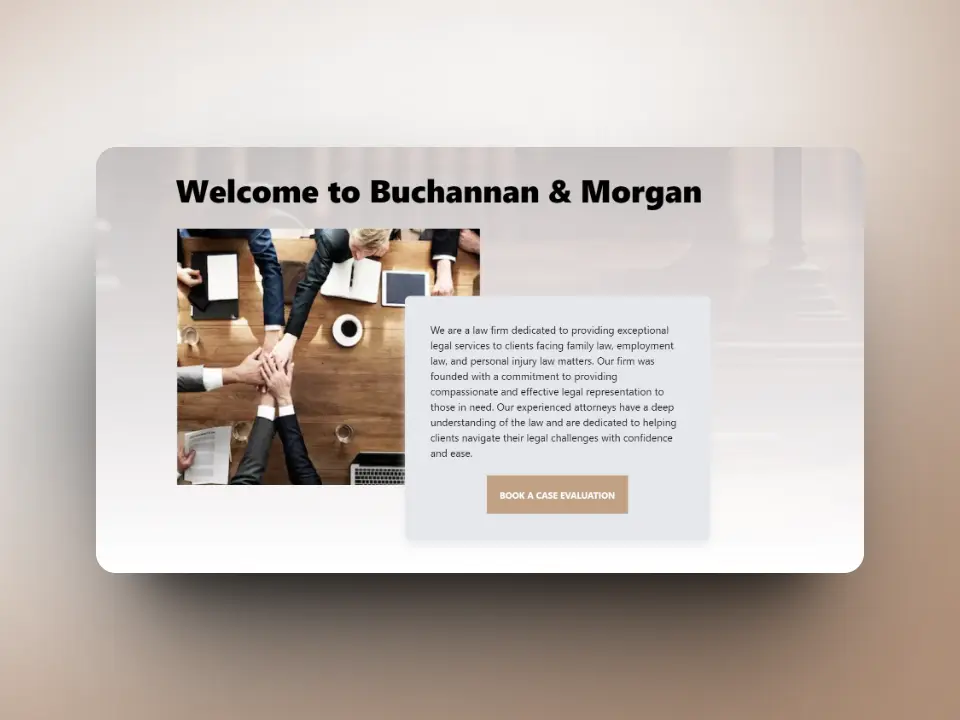 Welcome to Buchannan & Morgan
We are a law firm dedicated to providing exceptional
legal services to clients facing family law, employment
law, and personal injury law matters. Our firm was
founded with a commitment to providing
compassionate and effective legal representation to
those in need. Our experienced attorneys have a deep
understanding of the law and are dedicated to helping
clients navigate their legal challenges with confidence
and ease.
BOOK A CASE EVALUATION